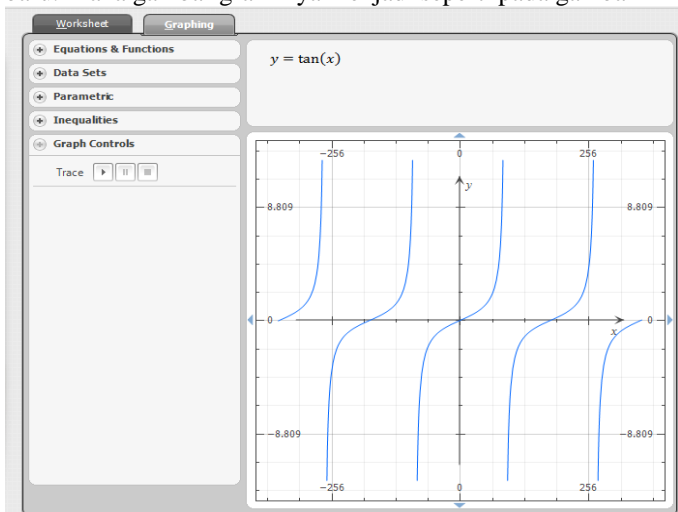 Worksheet
Graphing
Equations & Functions
Data Sets
Parametric
Inequalities
Graph Controls
Trace
y = tan(x)
−256 0 256
y
8.809 8.809
0 0
x
−8.809 −8.809
−256 0 256